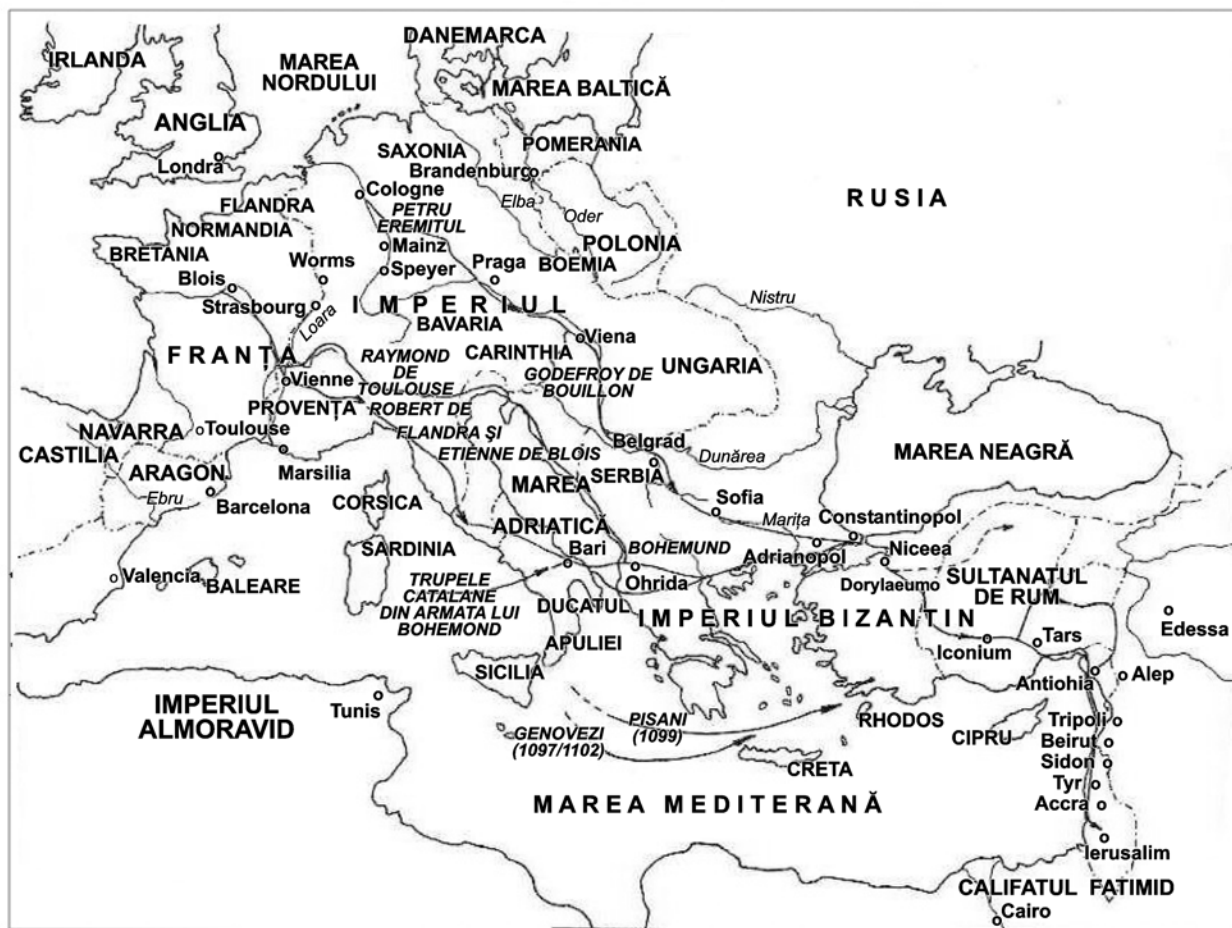 IRLANDA
MAREA
NORDULUI
DANEMARCA
MAREA BALTICĂ
ANGLIA
Londra
POMERANIA
SAXONIA
Brandenburg
Cologne
Elba
Oder
RUSIA
FLANDRA
NORMANDIA
PETRU
EREMITUL
BRETANIA
Mainz
POLONIA
Blois
Worms
Speyer
Praga
BOEMIA
Strasbourg
Loara
IMPERIUL
Nistru
BAVARIA
Viena
FRANȚA
CARINTHIA
UNGARIA
RAYMOND
DE
TOULOUSE
GODEFROY DE
BOUILLON
Vienne
PROVENȚA
ROBERT DE
FLANDRA ŞI
ETIENNE DE BLOIS
NAVARRA
Toulouse
CASTILIA
ARAGON
Marsilia
Belgrad
Dunărea
MAREA NEAGRĂ
Ebru
Barcelona
CORSICA
MAREA
ADRIATICĂ
SERBIA
Sofia
Marița
Constantinopol
SARDINIA
Bari
BOHEMUND
Adrianopol
Niceea
Valencia
BALEARE
Ohrida
Dorylaeum
SULTANATUL
DE RUM
TRUPELE
CATALANE
DIN ARMATA LUI
BOHEMOND
DUCATUL
APULIEI
IMPERIUL BIZANTIN
Edessa
Iconium
Tars
SICILIA
Antiohia
Alep
IMPERIUL
ALMORAVID
Tunis
PISANI
(1099)
RHODOS
GENOVEZI
(1097/1102)
CIPRU
Tripoli
Beirut
CRETA
Sidon
Tyr
Accra
MAREA MEDITERANĂ
Ierusalim
CALIFATUL FATIMID
Cairo